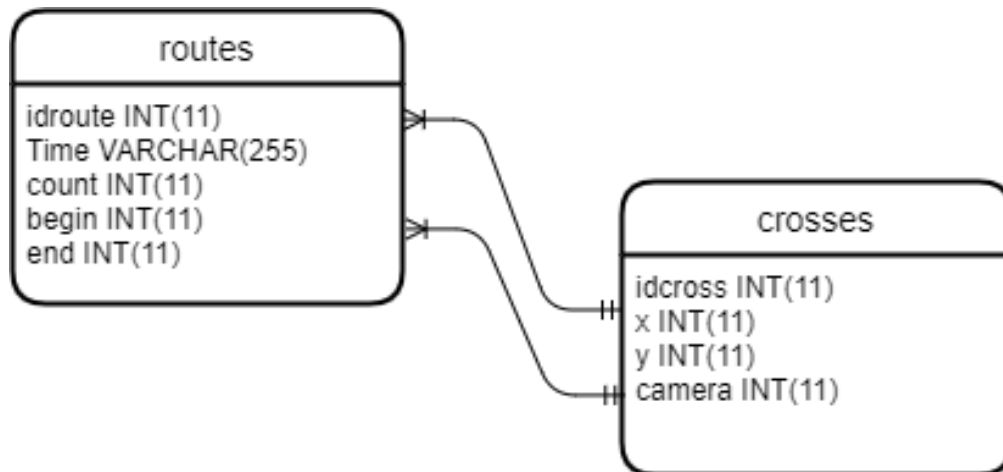 routes
idroute INT(11)
Time VARCHAR(255)
count INT(11)
begin INT(11)
end INT(11)
crosses
idcross INT(11)
x INT(11)
y INT(11)
camera INT(11)